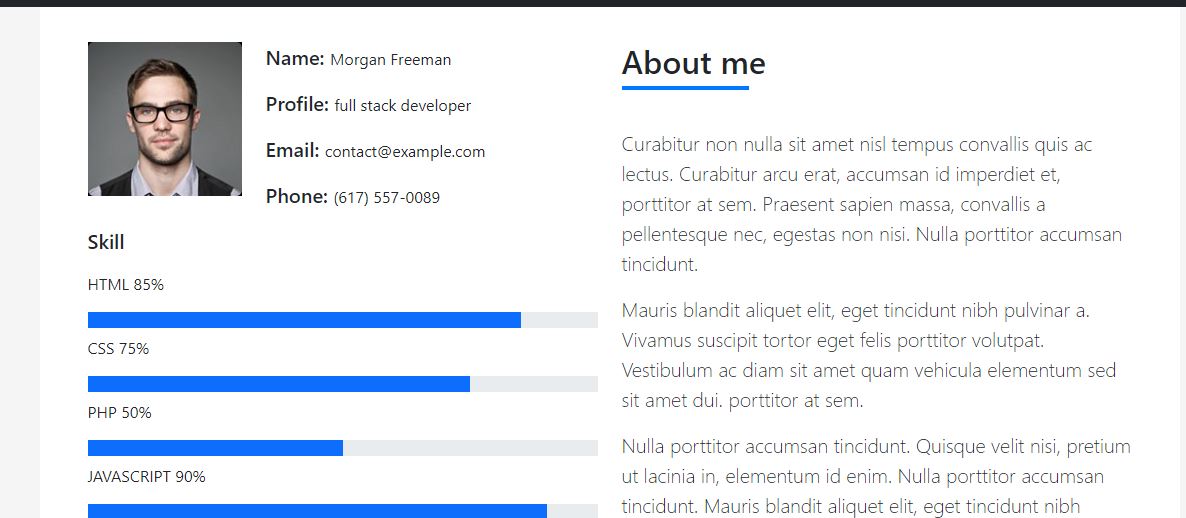 Name: Morgan Freeman
Profile: full stack developer
Email: contact@example.com
Phone: (617) 557-0089
Skill
HTML 85%
CSS 75%
PHP 50%
JAVASCRIPT 90%
About me
Curabitur non nulla sit amet nisl tempus convallis quis ac
lectus. Curabitur arcu erat, accumsan id imperdiet et,
porttitor at sem. Praesent sapien massa, convallis a
pellentesque nec, egestas non nisi. Nulla porttitor accumsan
tincidunt.
Mauris blandit aliquet elit, eget tincidunt nibh pulvinar a.
Vivamus suscipit tortor eget felis porttitor volutpat.
Vestibulum ac diam sit amet quam vehicula elementum sed
sit amet dui. porttitor at sem.
Nulla porttitor accumsan tincidunt. Quisque velit nisi, pretium
ut lacinia in, elementum id enim. Nulla porttitor accumsan
tincidunt. Mauris blandit aliquet elit, eget tincidunt nibh